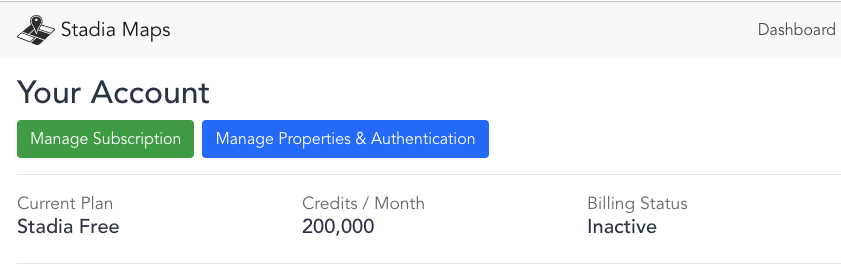 Stadia Maps Dashboard
Your Account
Manage Subscription Manage Properties & Authentication
Current Plan Credits / Month Billing Status
Stadia Free 200,000 Inactive